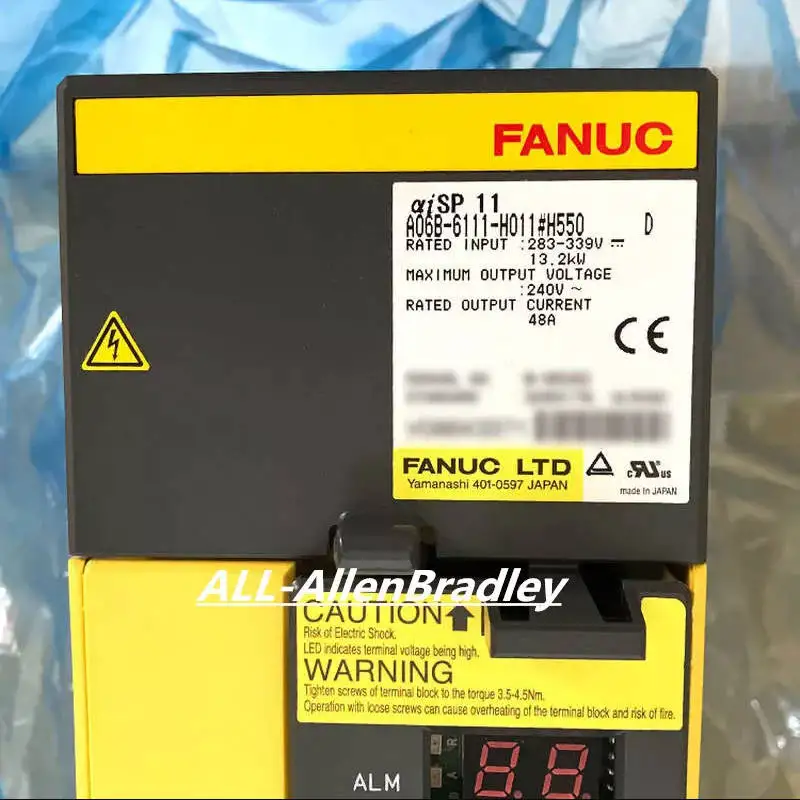 FANUC
αiSP 11
A06B-6111-H011#H550 D
RATED INPUT :283-339V
13.2kW
MAXIMUM OUTPUT VOLTAGE
:240V ~
RATED OUTPUT CURRENT
48A
CE
FANUC LTD
Yamanashi 401-0597 JAPAN
c UR US
made in JAPAN
ALL-AllenBradley
CAUTION
Risk of Electric Shock.
LED indicates terminal voltage being high.
WARNING
Tighten screws of terminal block to the torque 3.5-4.5Nm.
Operation with loose screws can cause overheating of the terminal block and risk of fire.
ALM
8.8.